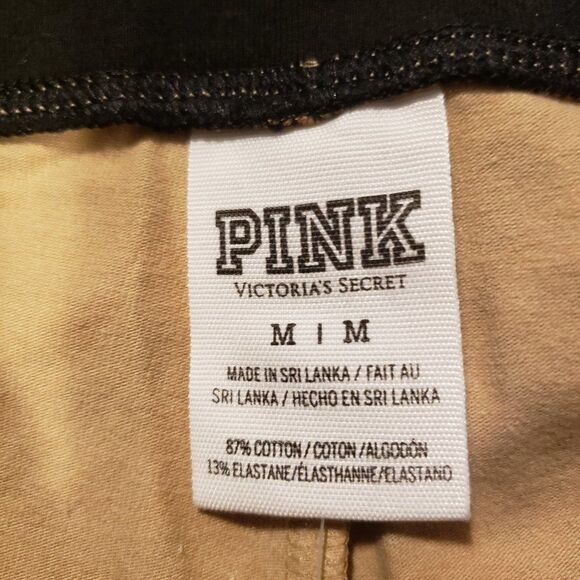 PINK
VICTORIA'S SECRET
M | M
MADE IN SRI LANKA / FAIT AU
SRI LANKA / HECHO EN SRI LANKA
87% COTTON / COTON / ALGODÓN
13% ELASTANE/ÉLASTHANNE/ELASTANO